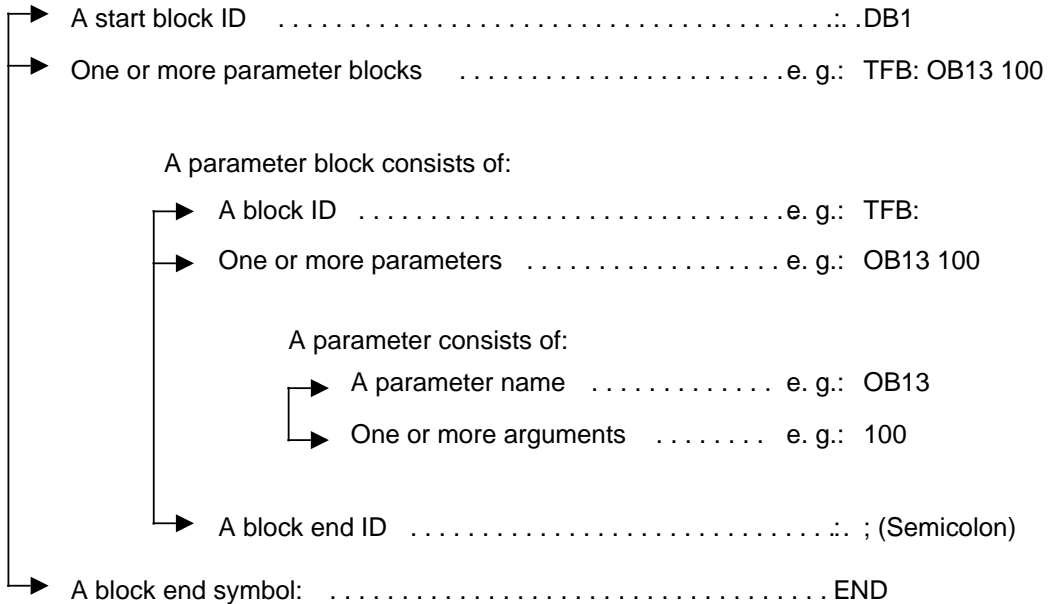 A start block ID . . . . . . . . . . . . . . . . . . . . . . . . . . . . . . . . . . . . . . .:. .DB1
One or more parameter blocks . . . . . . . . . . . . . . . . . . . . . . . e. g.: TFB: OB13 100
A parameter block consists of:
A block ID . . . . . . . . . . . . . . . . . . . . . . . . . . . . . . e. g.: TFB:
One or more parameters . . . . . . . . . . . . . . . . . . e. g.: OB13 100
A parameter consists of:
A parameter name . . . . . . . . . . . . . e. g.: OB13
One or more arguments . . . . . . . . e. g.: 100
A block end ID . . . . . . . . . . . . . . . . . . . . . . . . . . . . . .:. ; (Semicolon)
A block end symbol: . . . . . . . . . . . . . . . . . . . . . . . . . . . . . . . . . . . END